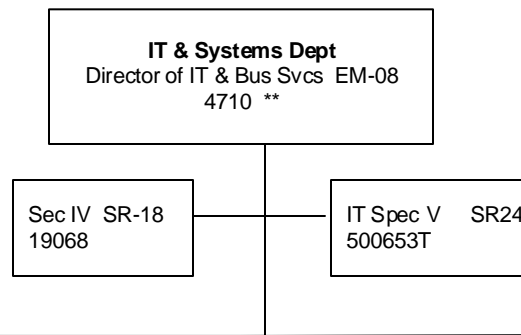 IT & Systems Dept
Director of IT & Bus Svcs EM-08
4710 **
Sec IV SR-18
19068
IT Spec V SR24
500653T